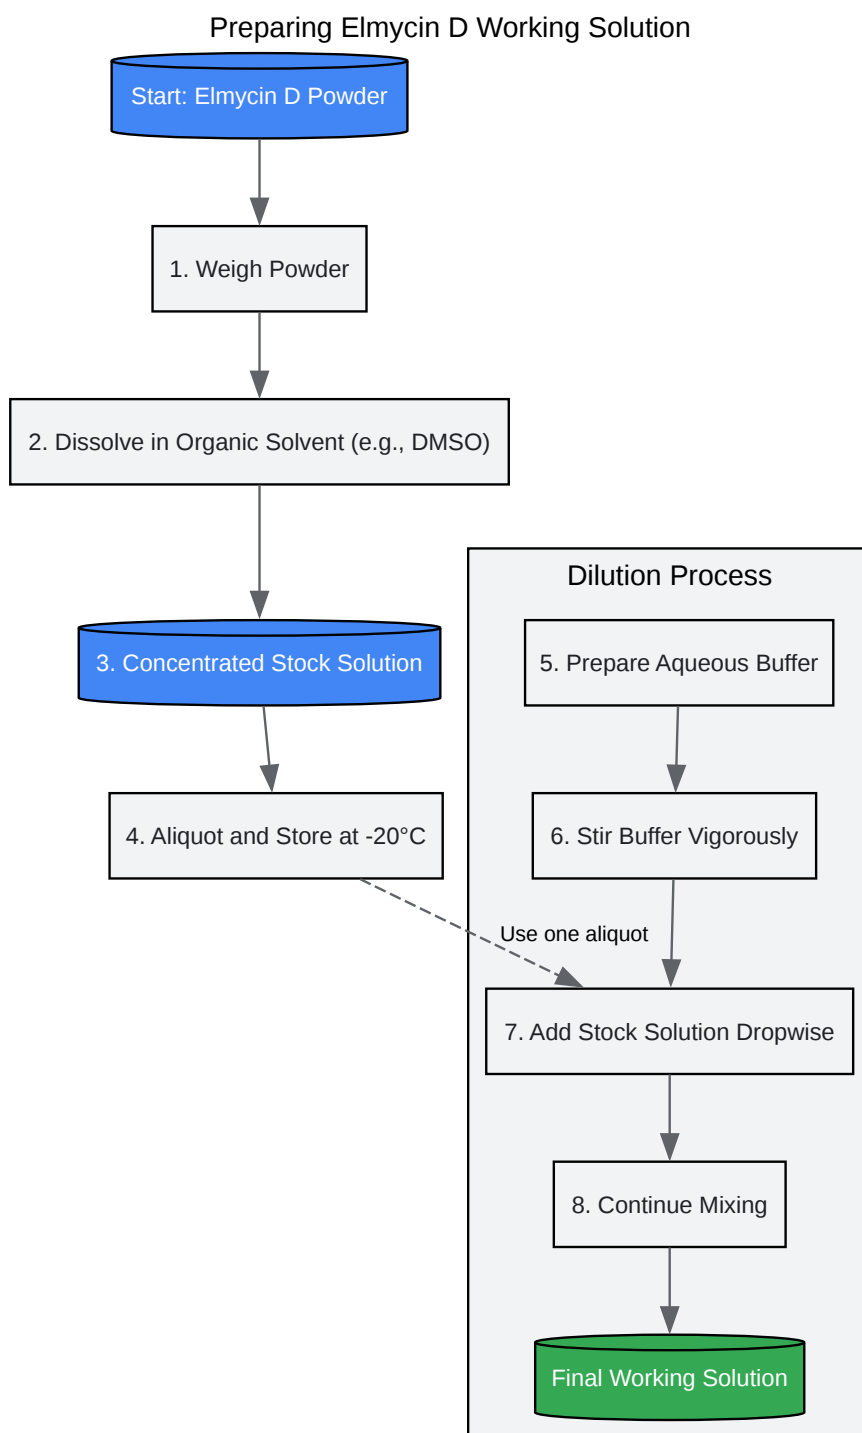 Preparing Elmycin D Working Solution
Start: Elmycin D Powder
1. Weigh Powder
2. Dissolve in Organic Solvent (e.g., DMSO)
3. Concentrated Stock Solution
4. Aliquot and Store at -20°C
Dilution Process
5. Prepare Aqueous Buffer
6. Stir Buffer Vigorously
Use one aliquot
7. Add Stock Solution Dropwise
8. Continue Mixing
Final Working Solution